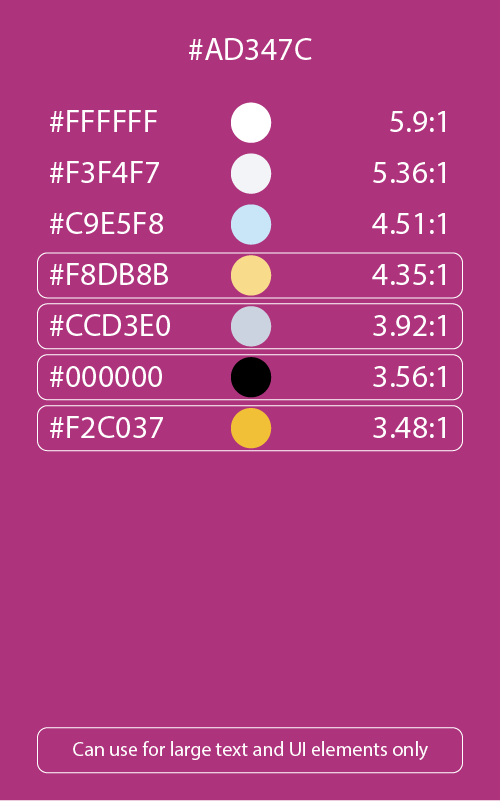 #AD347C
#FFFFFF 5.9:1
#F3F4F7 5.36:1
#C9E5F8 4.51:1
#F8DB8B 4.35:1
#CCD3E0 3.92:1
#000000 3.56:1
#F2C037 3.48:1
Can use for large text and UI elements only